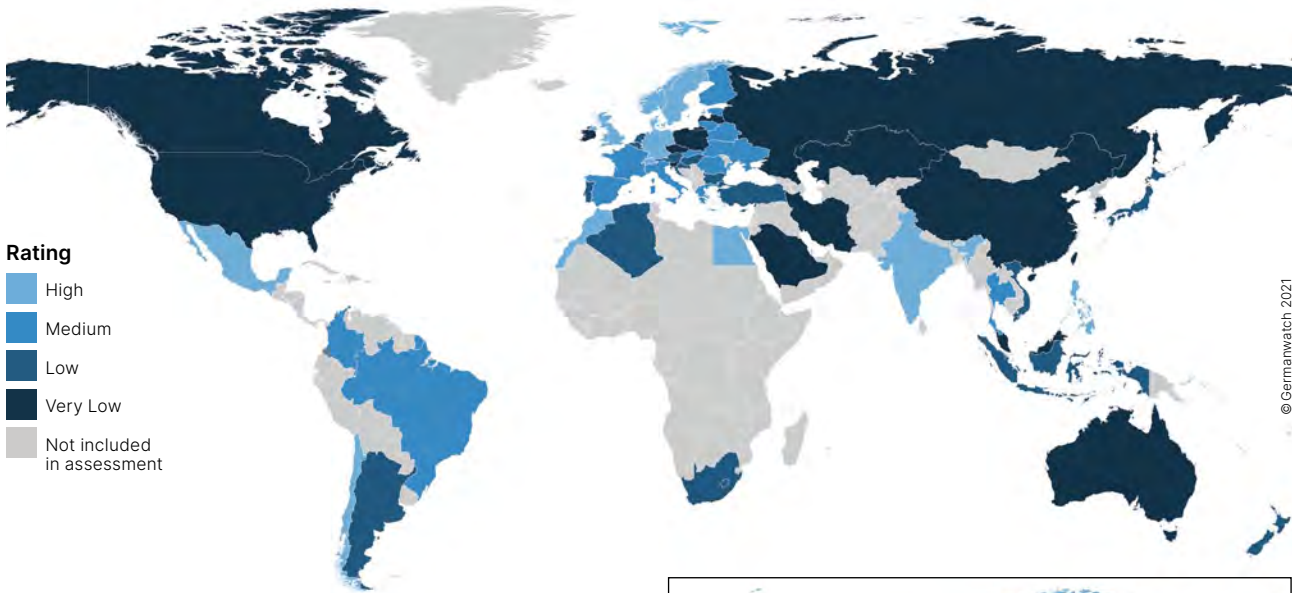 Rating
High
Medium
Low
Very Low
Not included
in assessment
©Germanwatch 2021